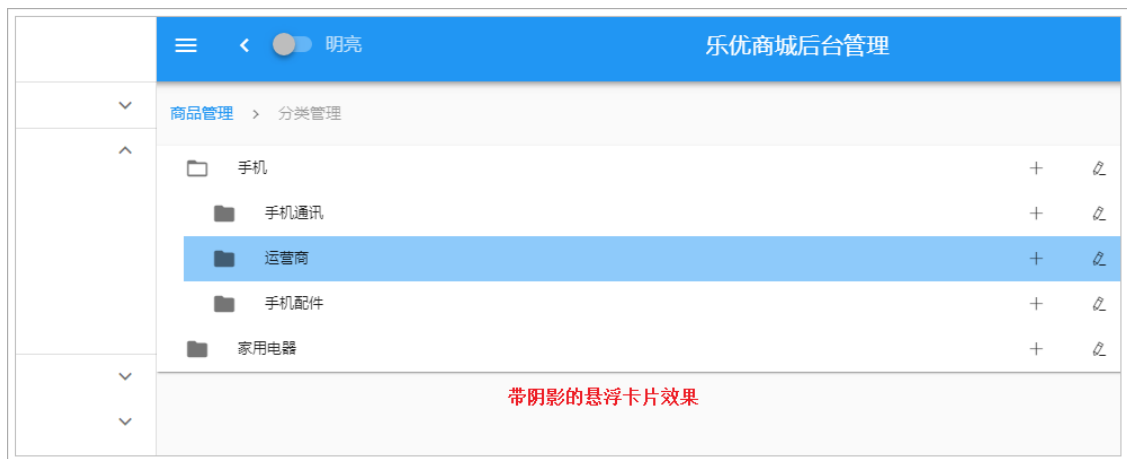 明亮 乐优商城后台管理
商品管理 > 分类管理
手机
手机通讯
运营商
手机配件
家用电器
带阴影的悬浮卡片效果